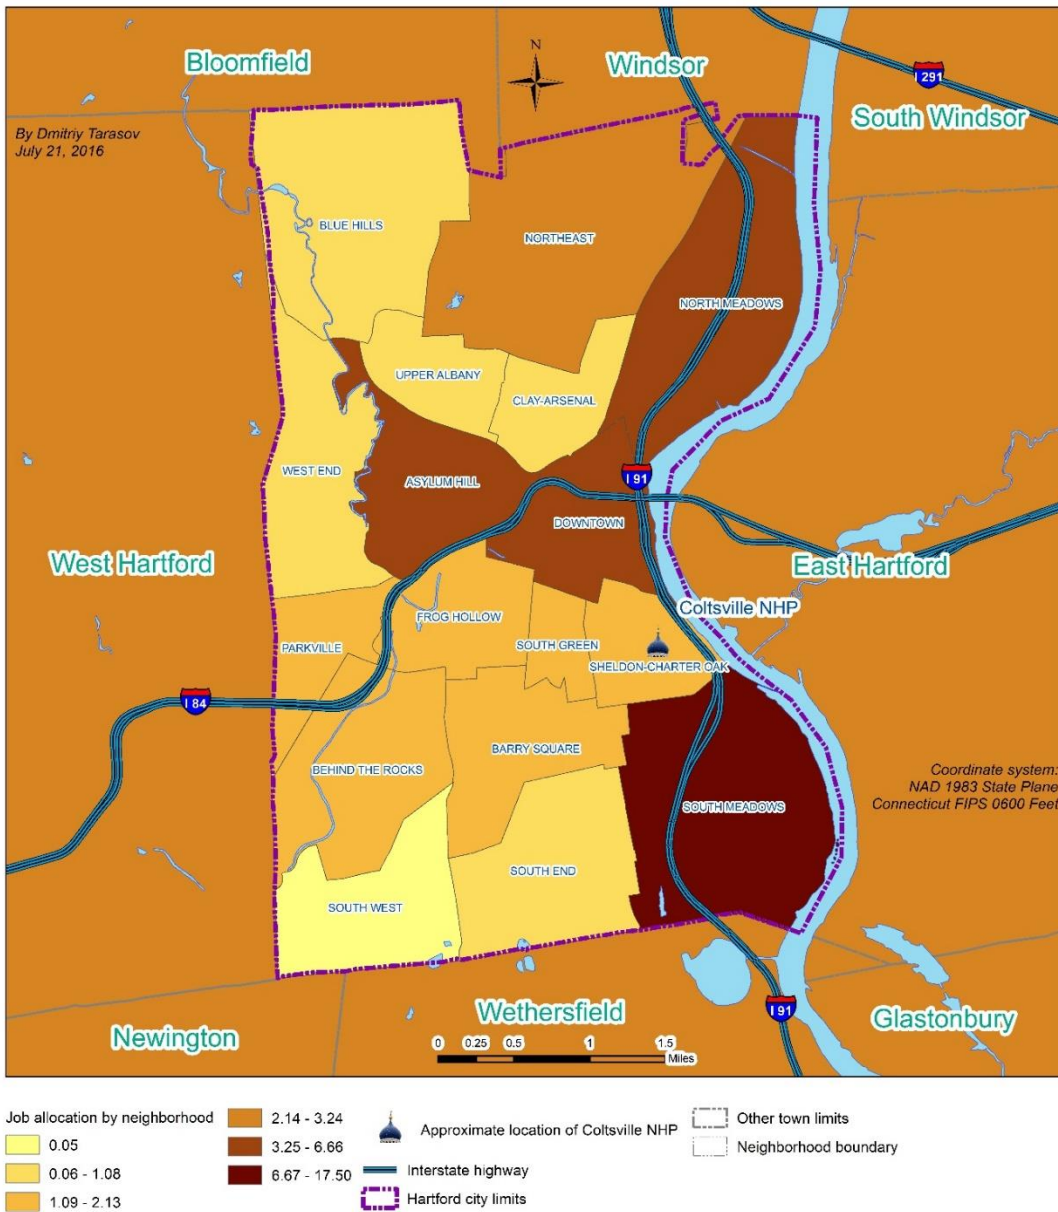 Bloomfield
N
Windsor
I 291
South Windsor
By Dmitriy Tarasov
July 21, 2016
BLUE HILLS
NORTHEAST
NORTH MEADOWS
UPPER ALBANY
CLAY-ARSENAL
WEST END
ASYLUM HILL
I 91
DOWNTOWN
West Hartford
East Hartford
Coltsville NHP
FROG HOLLOW
PARKVILLE
SOUTH GREEN
SHELDON-CHARTER OAK
I 84
BARRY SQUARE
BEHIND THE ROCKS
Coordinate system:
NAD 1983 State Plane
Connecticut FIPS 0600 Feet
SOUTH MEADOWS
SOUTH END
SOUTH WEST
Newington
Wethersfield
I 91
Glastonbury
0 0.25 0.5 1 1.5
Miles
Job allocation by neighborhood
0.05
0.06 - 1.08
1.09 - 2.13
2.14 - 3.24
3.25 - 6.66
6.67 - 17.50
Approximate location of Coltsville NHP
Interstate highway
Hartford city limits
Other town limits
Neighborhood boundary